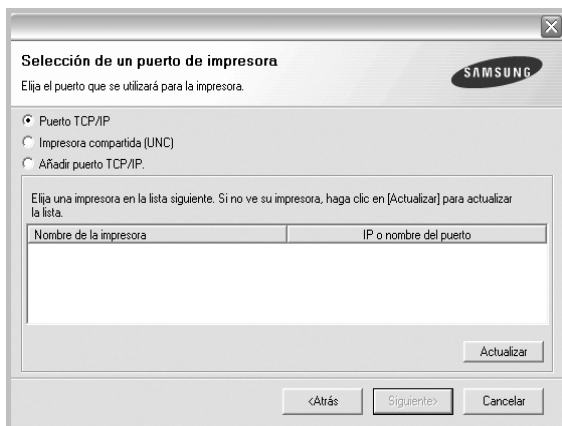 Selección de un puerto de impresora
Elija el puerto que se utilizará para la impresora.
SAMSUNG
Puerto TCP/IP
Impresora compartida (UNC)
Añadir puerto TCP/IP.
Elija una impresora en la lista siguiente. Si no ve su impresora, haga clic en [Actualizar] para actualizar
la lista.
Nombre de la impresora IP o nombre del puerto
Actualizar
<Atrás Siguiente> Cancelar